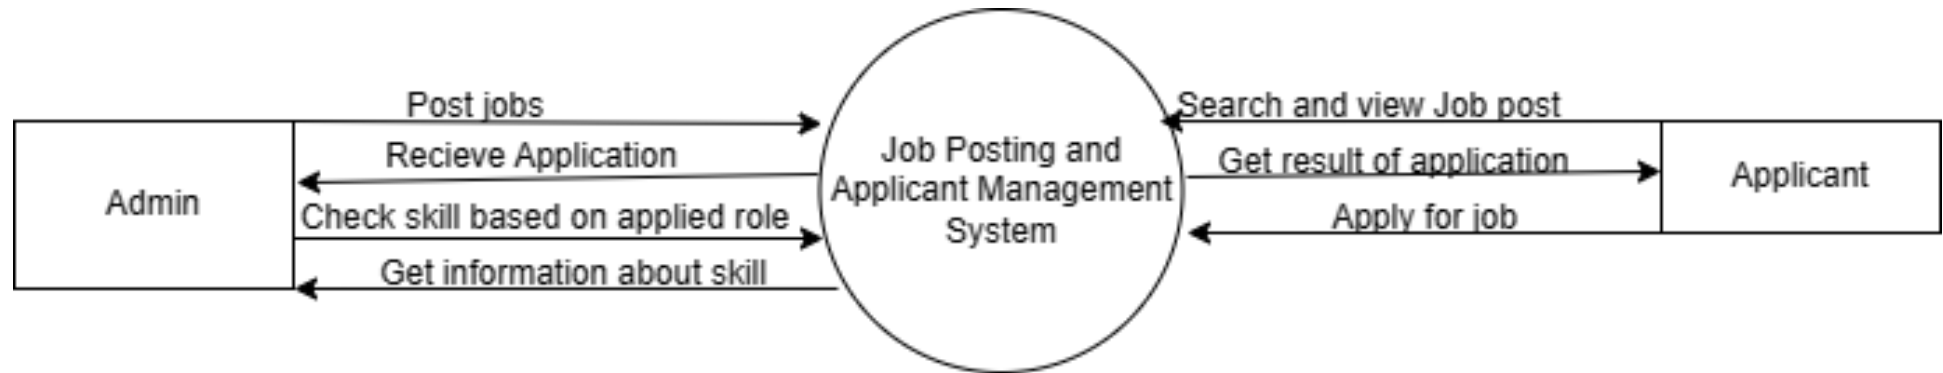 Post jobs
Recieve Application
Admin
Check skill based on applied role
Get information about skill
Job Posting and
Applicant Management
System
Search and view Job post
Get result of application
Applicant
Apply for job